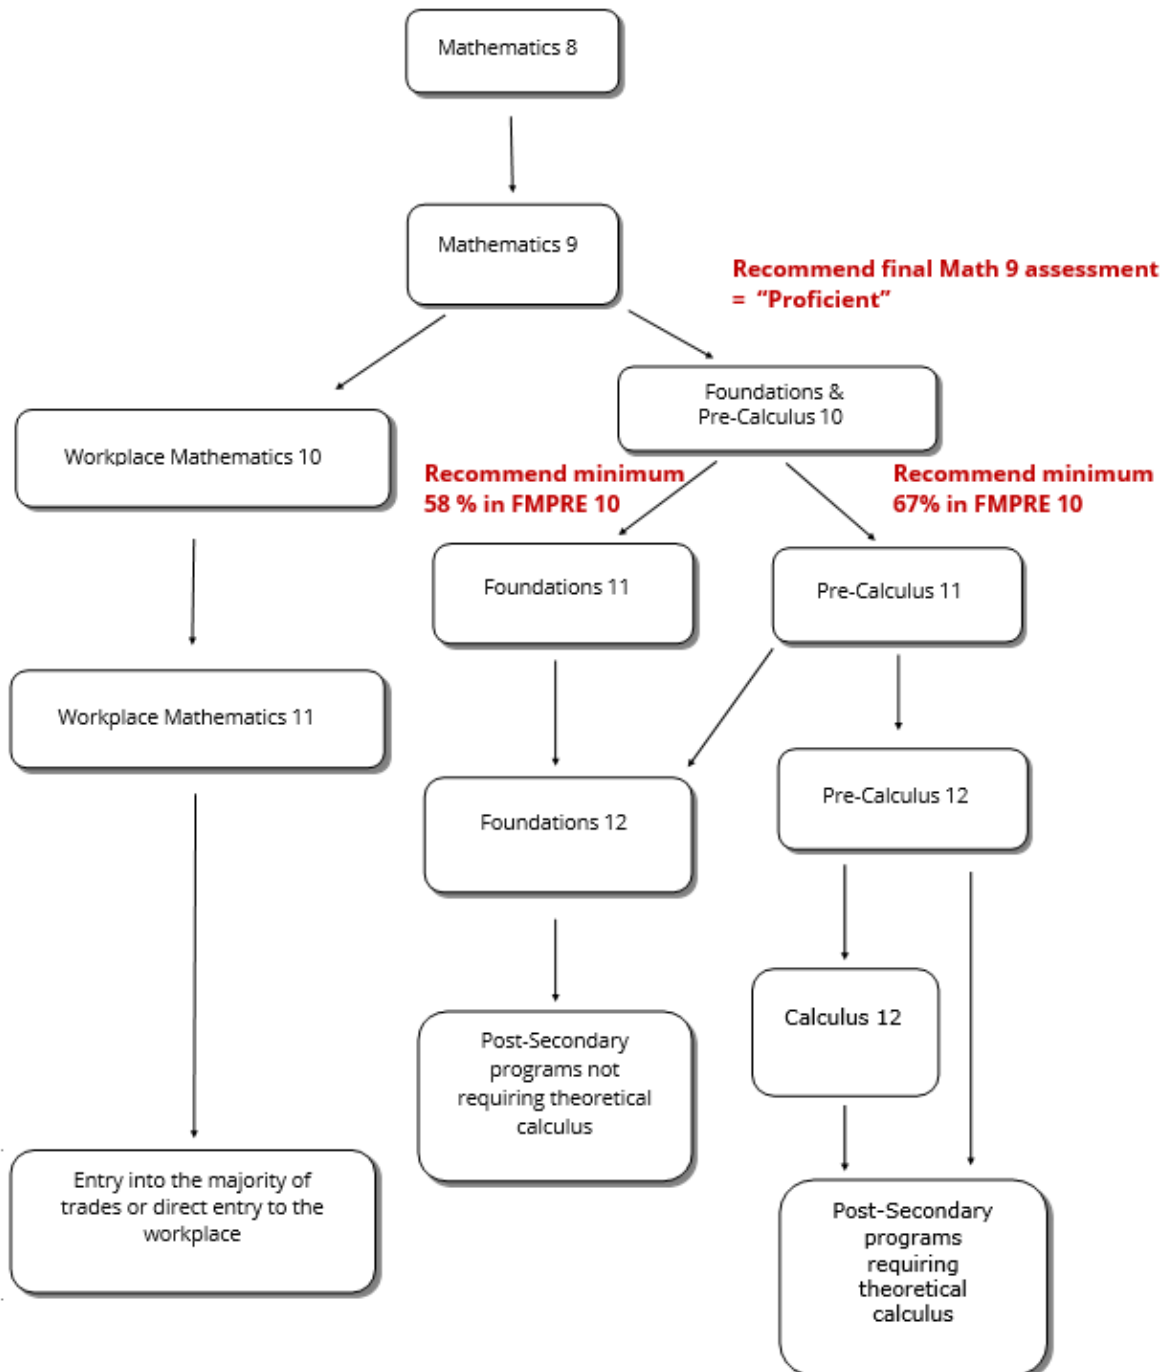 Mathematics 8
Mathematics 9
Recommend final Math 9 assessment
= “Proficient”
Foundations &
Pre-Calculus 10
Workplace Mathematics 10
Recommend minimum
58 % in FMPRE 10
Recommend minimum
67% in FMPRE 10
Foundations 11
Pre-Calculus 11
Workplace Mathematics 11
Foundations 12
Pre-Calculus 12
Calculus 12
Post-Secondary
programs not
requiring theoretical
calculus
Entry into the majority of
trades or direct entry to the
workplace
Post-Secondary
programs
requiring
theoretical
calculus